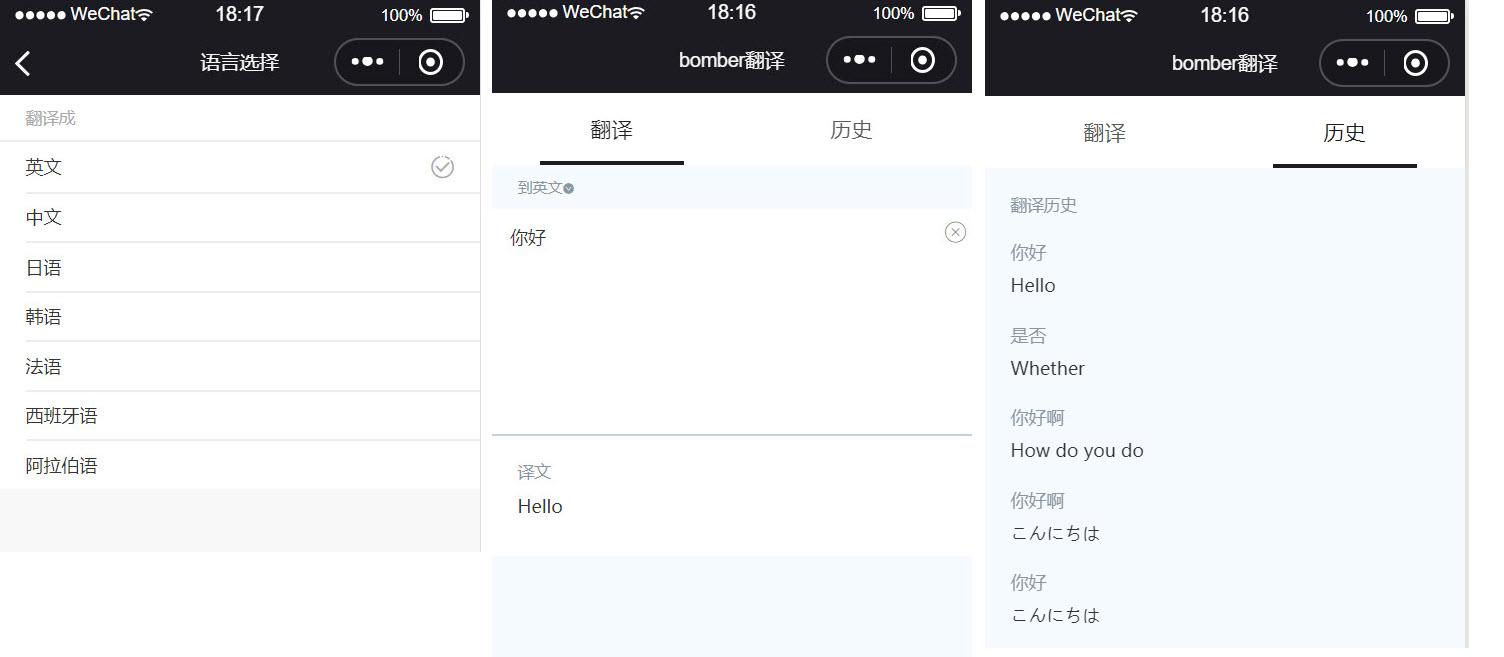 WeChat 18:17 100%
语言选择
翻译成
英文
中文
日语
韩语
法语
西班牙语
阿拉伯语
WeChat 18:16 100%
bomber翻译
翻译 历史
到英文
你好
译文
Hello
WeChat 18:16 100%
bomber翻译
翻译 历史
翻译历史
你好
Hello
是否
Whether
你好啊
How do you do
你好啊
こんにちは
你好
こんにちは